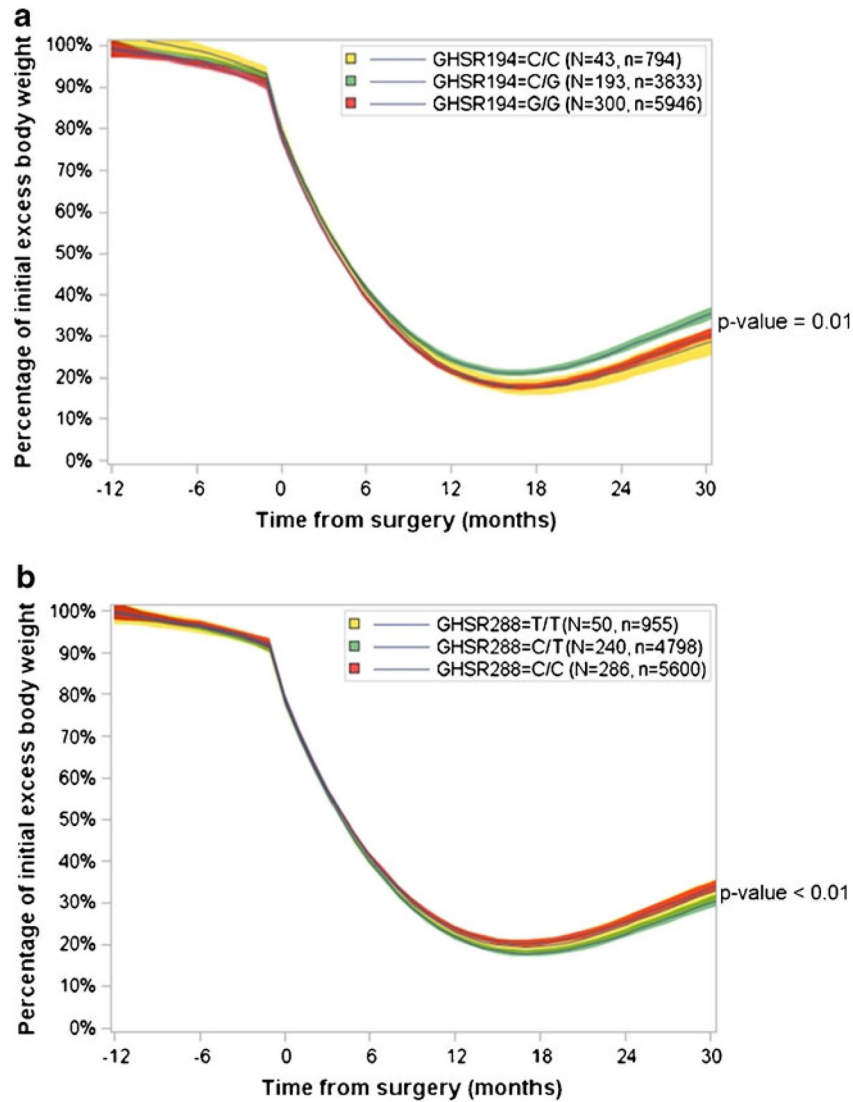 a
Percentage of initial excess body weight
100%
90%
80%
70%
60%
50%
40%
30%
20%
10%
0%
GHSR194=C/C (N=43, n=794)
GHSR194=C/G (N=193, n=3833)
GHSR194=G/G (N=300, n=5946)
p-value = 0.01
-12 -6 0 6 12 18 24 30
Time from surgery (months)
b
Percentage of initial excess body weight
100%
90%
80%
70%
60%
50%
40%
30%
20%
10%
0%
GHSR288=T/T(N=50, n=955)
GHSR288=C/T(N=240, n=4798)
GHSR288=C/C (N=286, n=5600)
p-value < 0.01
-12 -6 0 6 12 18 24 30
Time from surgery (months)